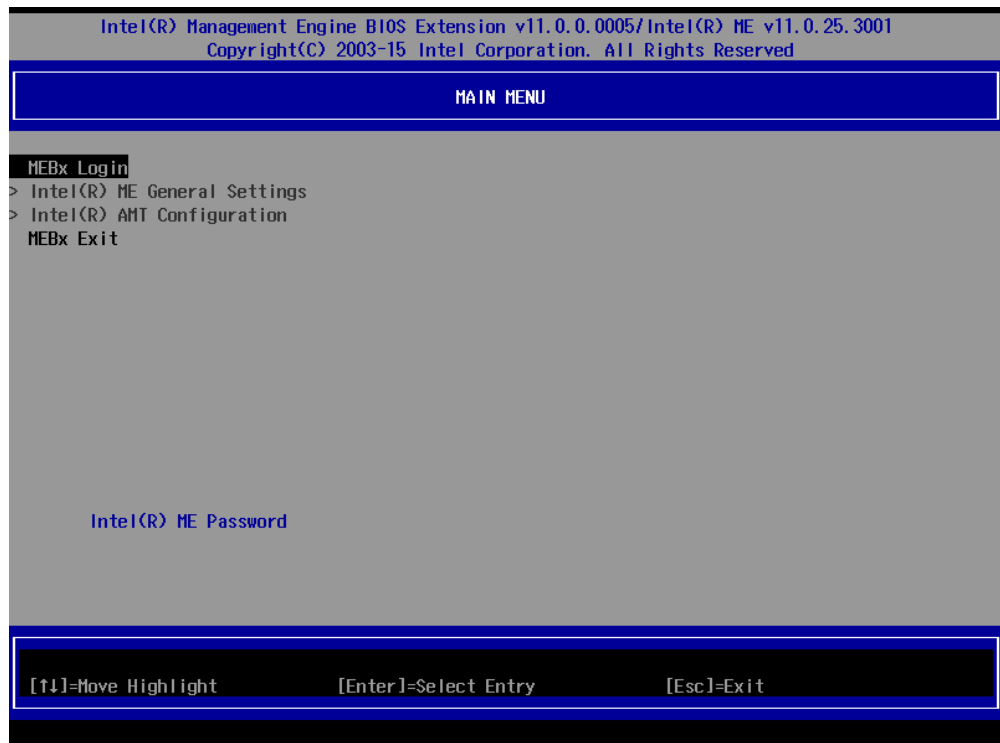 Intel(R) Management Engine BIOS Extension v11.0.0.0005/Intel(R) ME v11.0.25.3001
Copyright(C) 2003-15 Intel Corporation. All Rights Reserved
MAIN MENU
MEBx Login
> Intel(R) ME General Settings
> Intel(R) AMT Configuration
MEBx Exit
Intel(R) ME Password
[↑↓]=Move Highlight [Enter]=Select Entry [Esc]=Exit